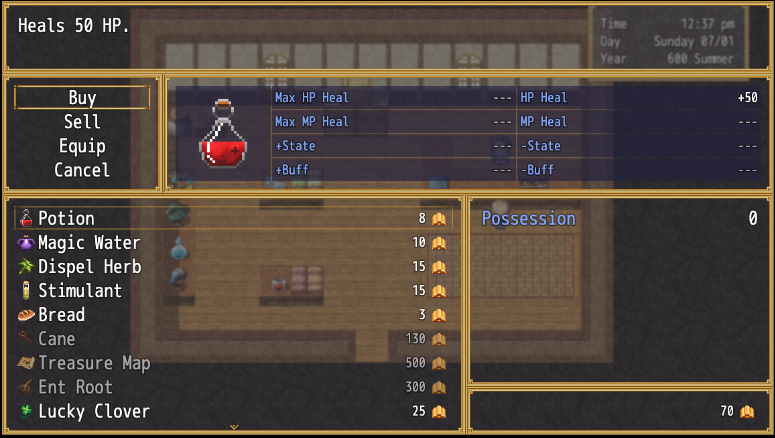 Heals 50 HP.
Time 12:37 pm
Day Sunday 07/01
Year 600 Summer
Buy
Sell
Equip
Cancel
Max HP Heal --- HP Heal +50
Max MP Heal --- MP Heal ---
+State --- -State ---
+Buff --- -Buff ---
Potion 8
Magic Water 10
Dispel Herb 15
Stimulant 15
Bread 3
Cane 130
Treasure Map 500
Ent Root 300
Lucky Clover 25
Possession 0
70